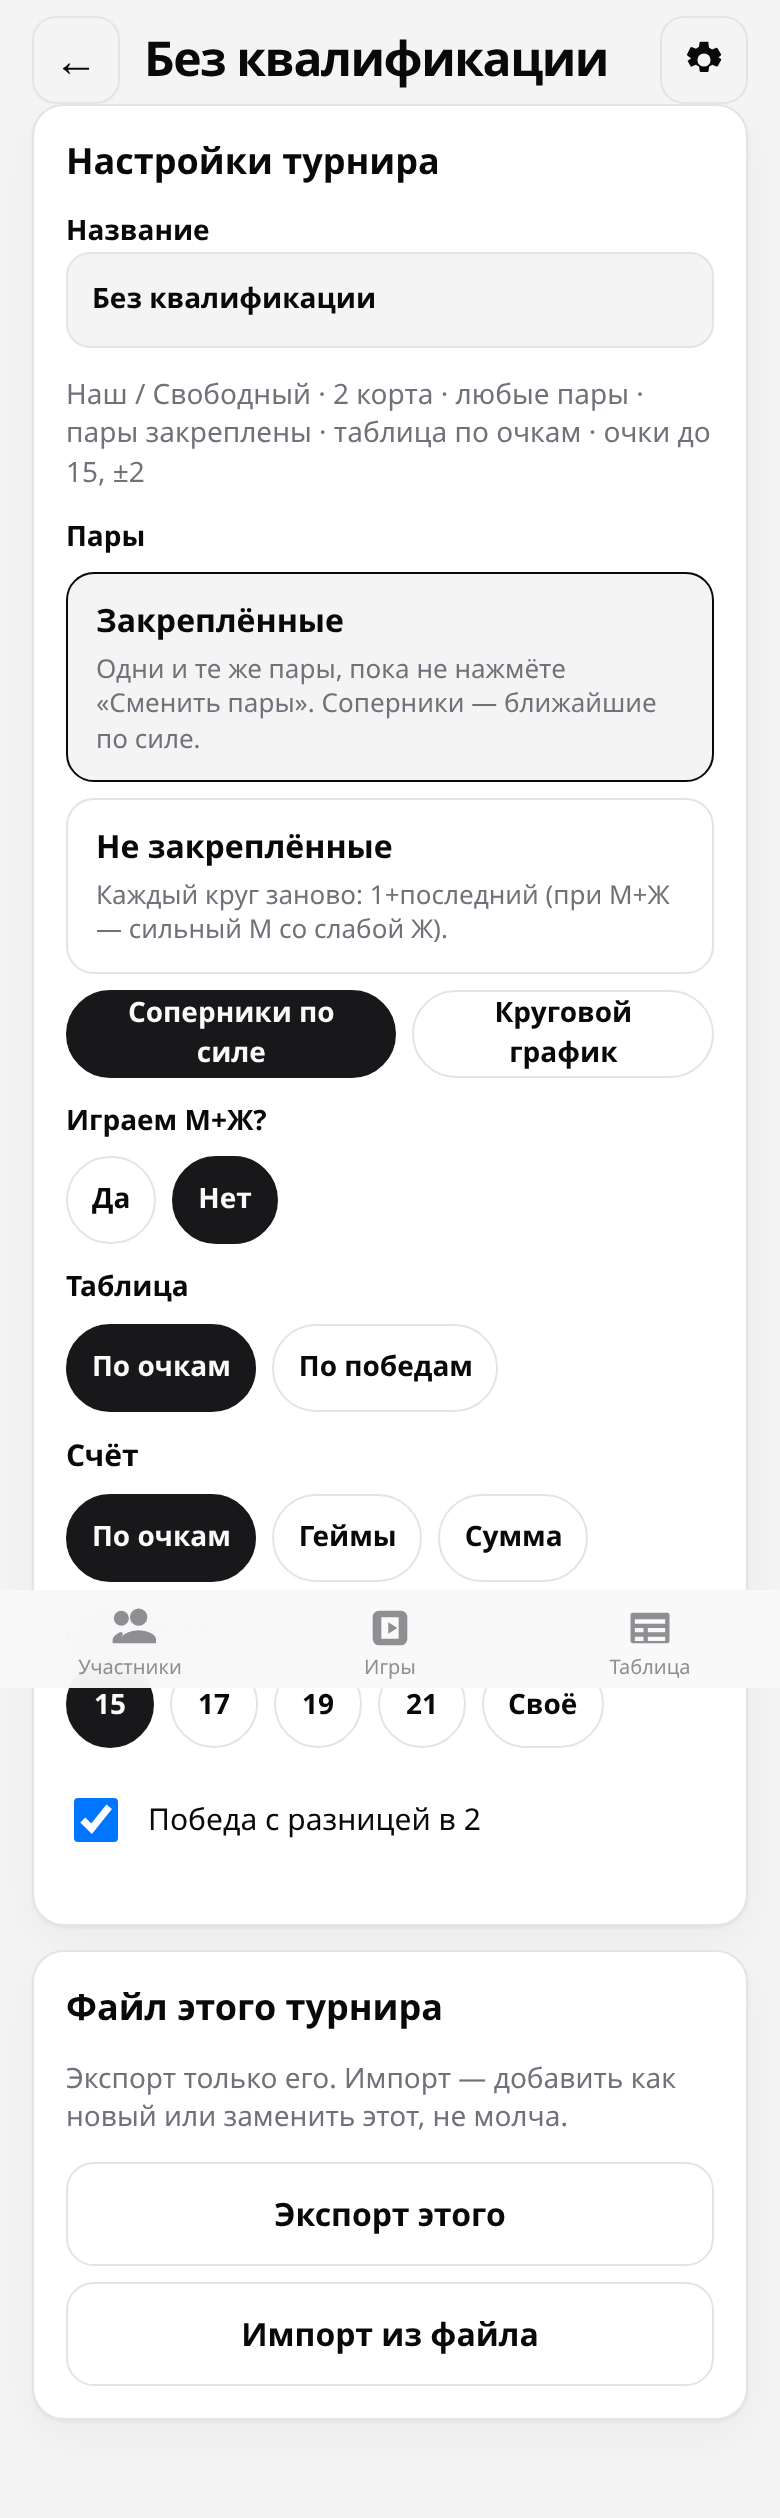 ← Без квалификации
Настройки турнира
Название
Без квалификации
Наш / Свободный · 2 корта · любые пары ·
пары закреплены · таблица по очкам · очки до
15, ±2
Пары
Закреплённые
Одни и те же пары, пока не нажмёте
«Сменить пары». Соперники — ближайшие
по силе.
Не закреплённые
Каждый круг заново: 1+последний (при М+Ж
— сильный М со слабой Ж).
Соперники по
силе
Круговой
график
Играем М+Ж?
Да
Нет
Таблица
По очкам
По победам
Счёт
По очкам
Геймы
Сумма
Участники
Игры
Таблица
15
17
19
21
Своё
Победа с разницей в 2
Файл этого турнира
Экспорт только его. Импорт — добавить как
новый или заменить этот, не молча.
Экспорт этого
Импорт из файла